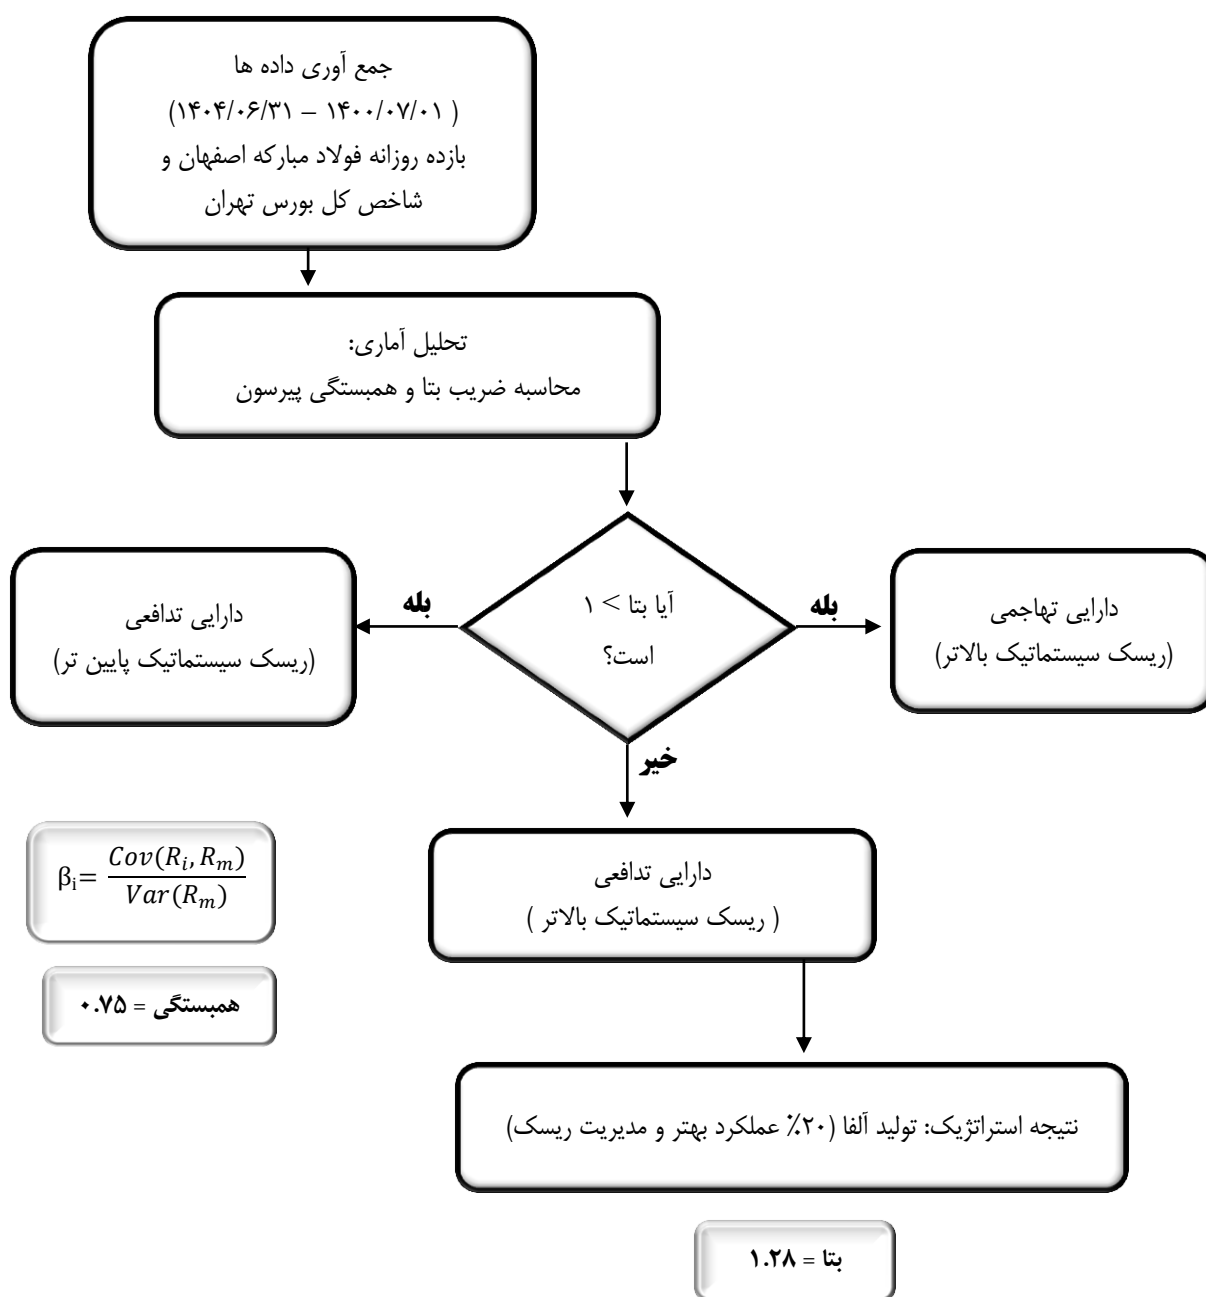 جمع آوری داده ها
( ۱۴۰۰/۰۷/۰۱ – ۱۴۰۴/۰۶/۳۱)
بازده روزانه فولاد مبارکه اصفهان و
شاخص کل بورس تهران
تحلیل آماری:
محاسبه ضریب بتا و همبستگی پیرسون
آیا بتا > ۱
است؟
بله
دارایی تهاجمی
(ریسک سیستماتیک بالاتر)
بله
دارایی تدافعی
(ریسک سیستماتیک پایین تر)
خیر
دارایی تدافعی
( ریسک سیستماتیک بالاتر )
βi= Cov(Ri, Rm) / Var(Rm)
همبستگی = ۰.۷۵
نتیجه استراتژیک: تولید آلفا (۲۰٪ عملکرد بهتر و مدیریت ریسک)
بتا = ۱.۲۸